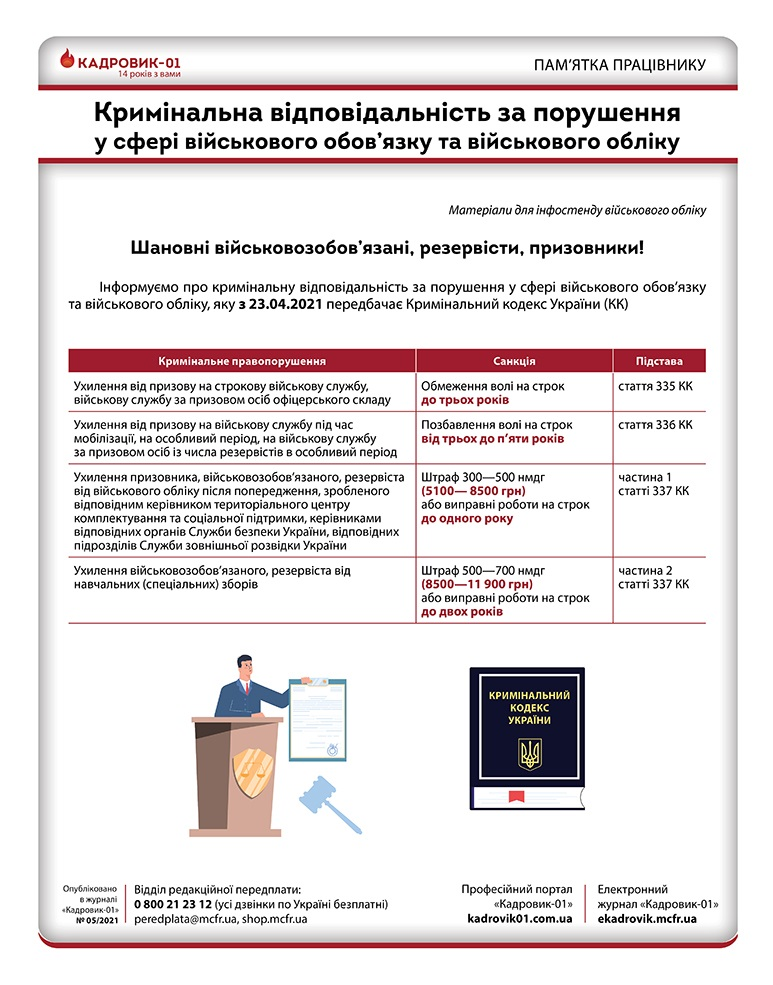 КАДРОВИК-01
14 років з вами
ПАМ'ЯТКА ПРАЦІВНИКУ
Кримінальна відповідальність за порушення
у сфері військового обов'язку та військового обліку
Матеріали для інфостенду військового обліку
Шановні військовозобов'язані, резервісти, призовники!
Інформуємо про кримінальну відповідальність за порушення у сфері військового обов'язку
та військового обліку, яку з 23.04.2021 передбачає Кримінальний кодекс України (КК)
Кримінальне правопорушення
Санкція
Підстава
Ухилення від призову на строкову військову службу,
військову службу за призовом осіб офіцерського складу
Обмеження волі на строк
до трьох років
стаття 335 КК
Ухилення від призову на військову службу під час
мобілізації, на особливий період, на військову службу
за призовом осіб із числа резервістів в особливий період
Позбавлення волі на строк
від трьох до п'яти років
стаття 336 КК
Ухилення призовника, військовозобов'язаного, резервіста
від військового обліку після попередження, зробленого
відповідним керівником територіального центру
комплектування та соціальної підтримки, керівниками
відповідних органів Служби безпеки України, відповідних
підрозділів Служби зовнішньої розвідки України
Штраф 300—500 нмдг
(5100— 8500 грн)
або виправні роботи на строк
до одного року
частина 1
статті 337 КК
Ухилення військовозобов'язаного, резервіста від
навчальних (спеціальних) зборів
Штраф 500—700 нмдг
(8500—11 900 грн)
або виправні роботи на строк
до двох років
частина 2
статті 337 КК
КРИМІНАЛЬНИЙ
КОДЕКС
УКРАЇНИ
Опубліковано
в журналі
«Кадровик-01»
№ 05/2021
Відділ редакційної передплати:
0 800 21 23 12 (усі дзвінки по Україні безплатні)
peredplata@mcfr.ua, shop.mcfr.ua
Професійний портал
«Кадровик-01»
kadrovik01.com.ua
Електронний
журнал «Кадровик-01»
ekadrovik.mcfr.ua